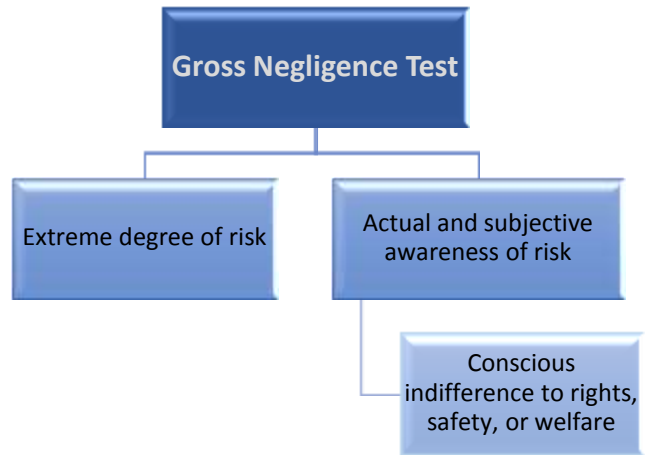 Gross Negligence Test
Extreme degree of risk
Actual and subjective
awareness of risk
Conscious
indifference to rights,
safety, or welfare